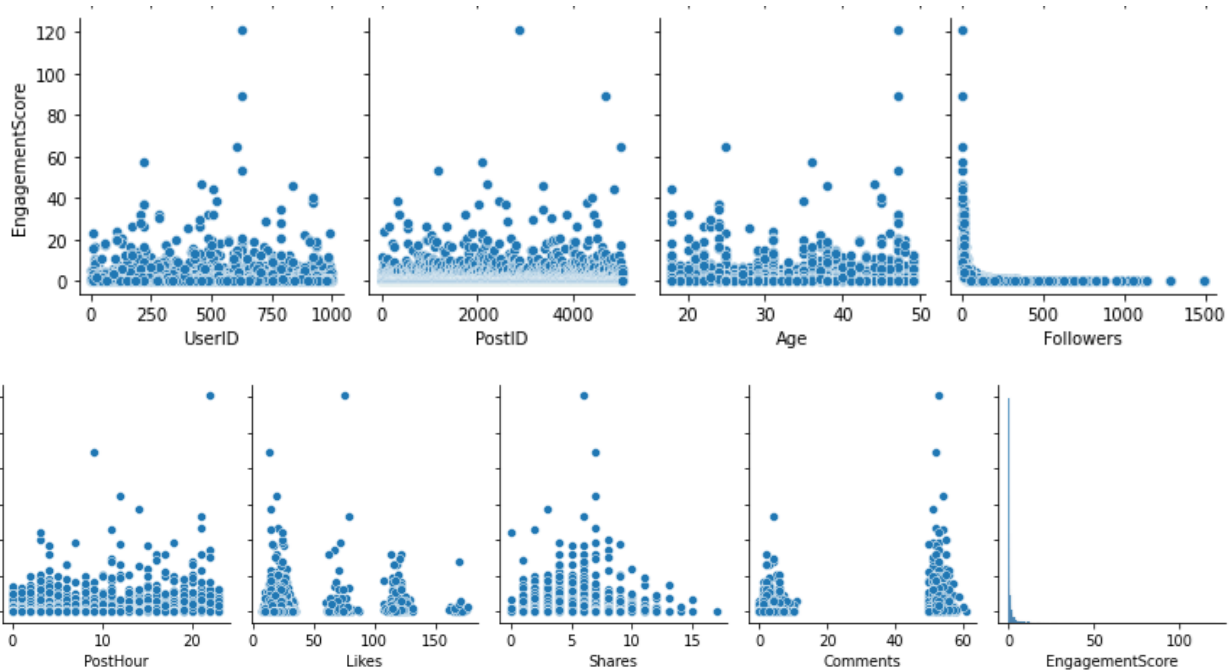 EngagementScore
120
100
80
60
40
20
0
0 250 500 750 1000
UserID
0 2000 4000
PostID
20 30 40 50
Age
0 500 1000 1500
Followers
0 10 20
PostHour
0 50 100 150
Likes
0 5 10 15
Shares
0 20 40 60
Comments
0 50 100
EngagementScore